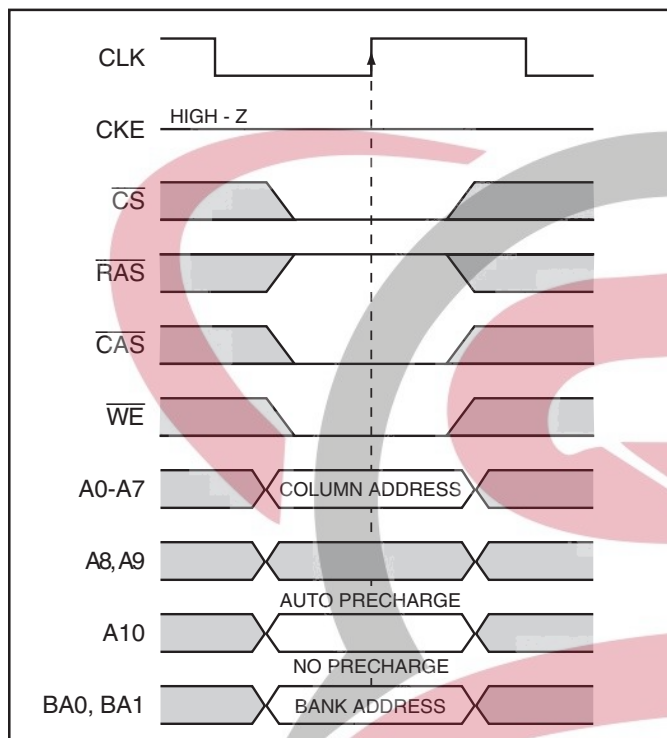 CLK
CKE
HIGH - Z
CS
RAS
CAS
WE
A0-A7
COLUMN ADDRESS
A8, A9
AUTO PRECHARGE
A10
NO PRECHARGE
BA0, BA1
BANK ADDRESS